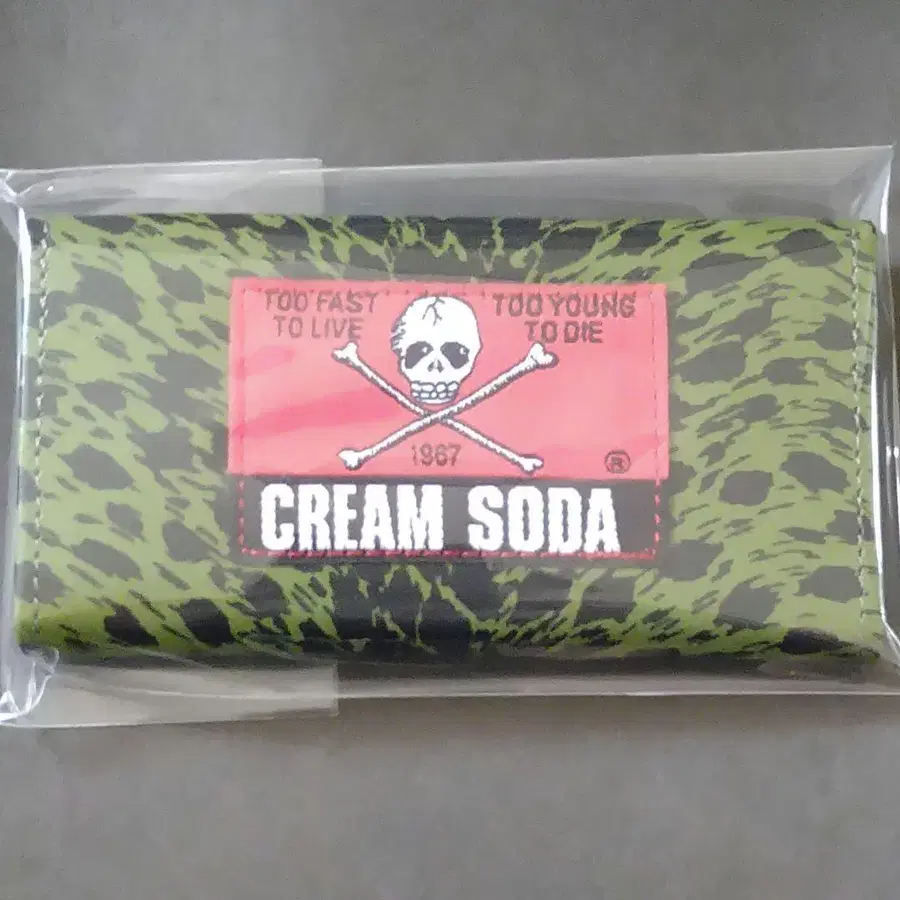 TOO FAST TOO YOUNG
TO LIVE TO DIE
1967
®
CREAM SODA